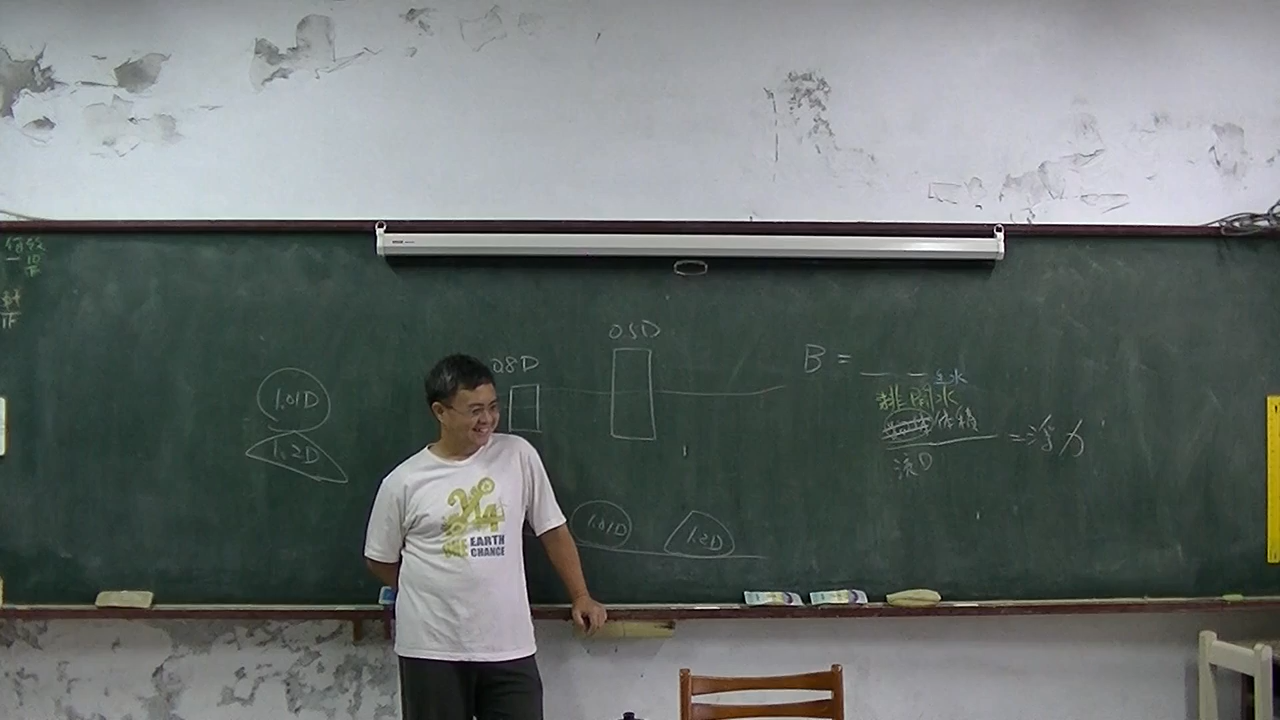 0.5D
0.8D
B =
排開水
體積
液D
=浮力
1.01D
1.2D
1.01D
1.2D
EARTH
CHANCE